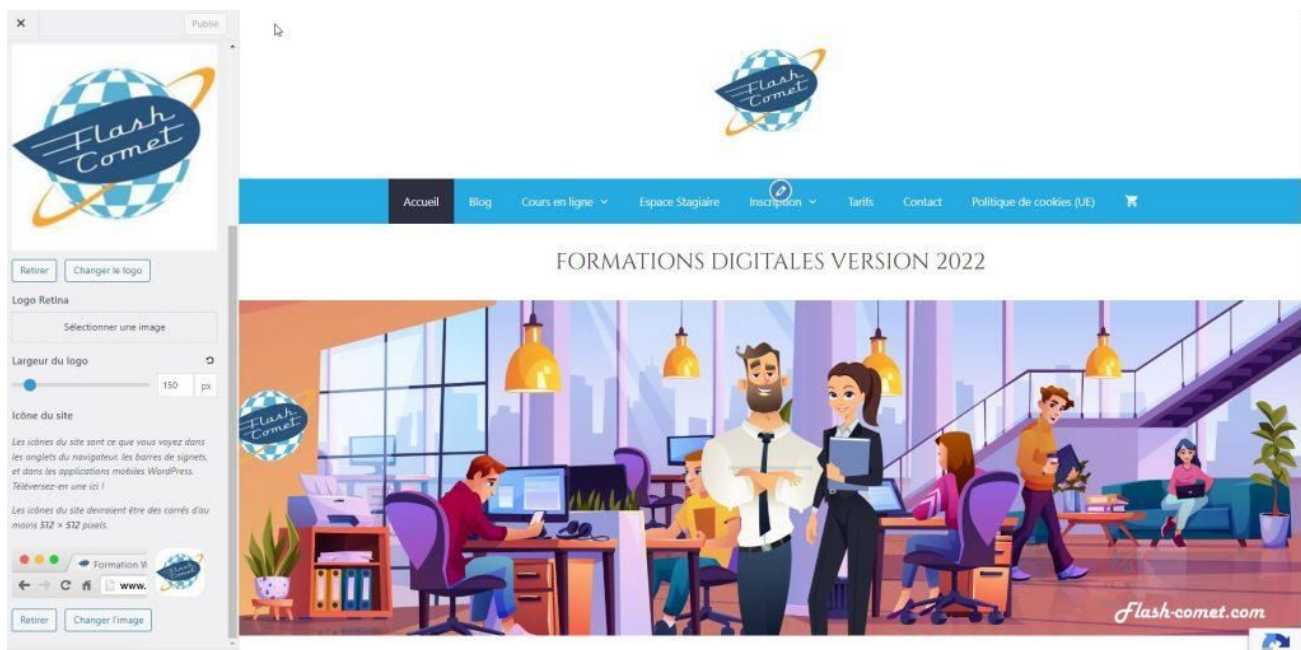 Publié
Flash
Comet
Retirer
Changer le logo
Logo Retina
Sélectionner une image
Largeur du logo
150
px
Icône du site
Les icônes du site sont ce que vous voyez dans
les onglets du navigateur, les barres de signets,
et dans les applications mobiles WordPress.
Téléversez-en une ici !
Les icônes du site devraient être des carrés d'au
moins 512 × 512 pixels.
Formation W
www.
Flash
Comet
Retirer
Changer l'image
Flash
Comet
Accueil Blog Cours en ligne Espace Stagiaire Inscription Tarifs Contact Politique de cookies (UE)
FORMATIONS DIGITALES VERSION 2022
Flash
Comet
Flash-comet.com